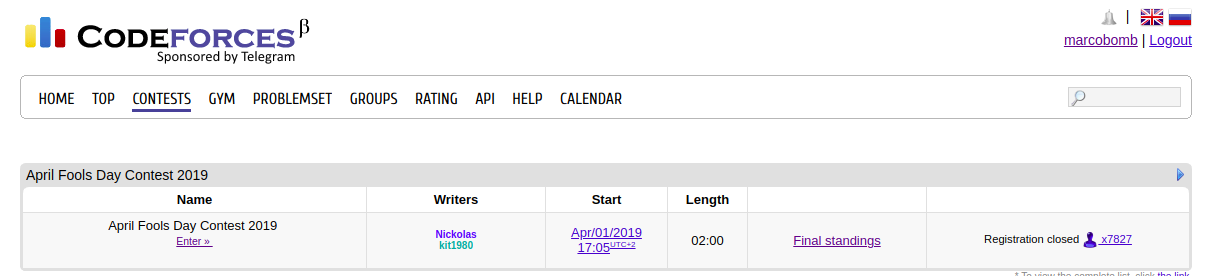 CODEFORCES β
Sponsored by Telegram
|
marcobomb | Logout
HOME TOP CONTESTS GYM PROBLEMSET GROUPS RATING API HELP CALENDAR
April Fools Day Contest 2019
Name Writers Start Length
April Fools Day Contest 2019
Enter »
Nickolas
kit1980
Apr/01/2019
17:05 UTC+2
02:00
Final standings
Registration closed x7827
* To view the complete list, click the link